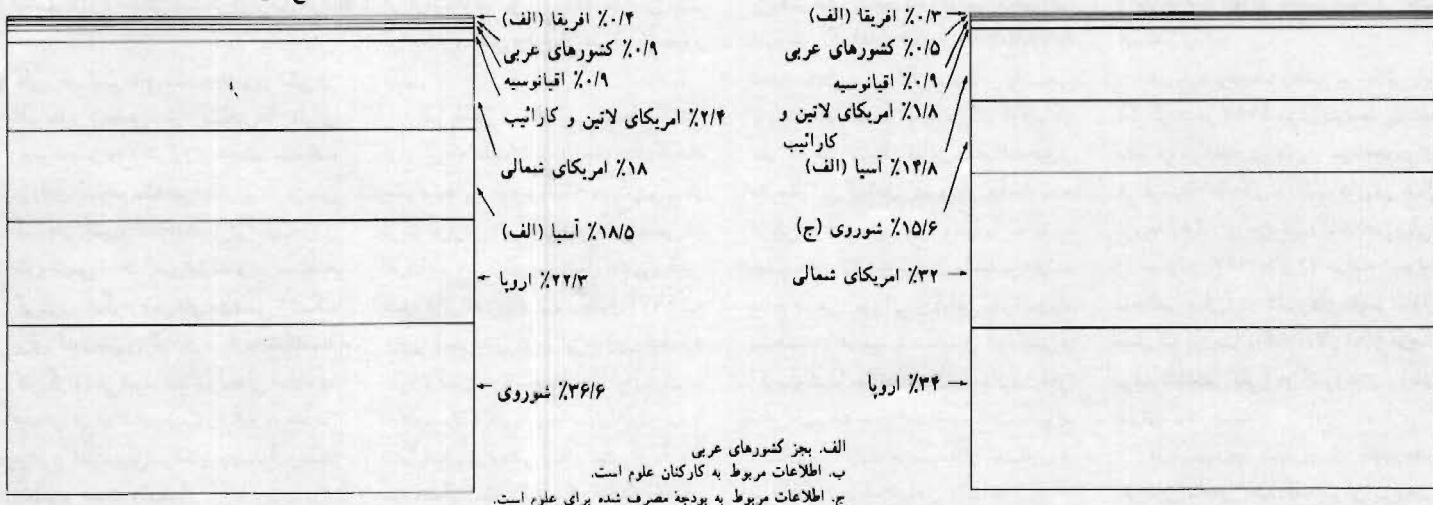 ٪۰/۳ افریقا (الف)
٪۰/۵ کشورهای عربی
٪۰/۹ اقیانوسیه
٪۱/۸ امریکای لاتین و
کارائیب
٪۱۴/۸ آسیا (الف)
٪۱۵/۶ شوروی (ج)
٪۳۲ امریکای شمالی
٪۳۴ اروپا
٪۰/۴ افریقا (الف)
٪۰/۹ کشورهای عربی
٪۰/۹ اقیانوسیه
٪۲/۴ امریکای لاتین و کارائیب
٪۱۸ امریکای شمالی
٪۱۸/۵ آسیا (الف)
٪۲۲/۳ اروپا
٪۳۶/۶ شوروی
الف. بجز کشورهای عربی
ب. اطلاعات مربوط به کارکنان علوم است.
ج. اطلاعات مربوط به بودجهٔ مصرف شده برای علوم است.